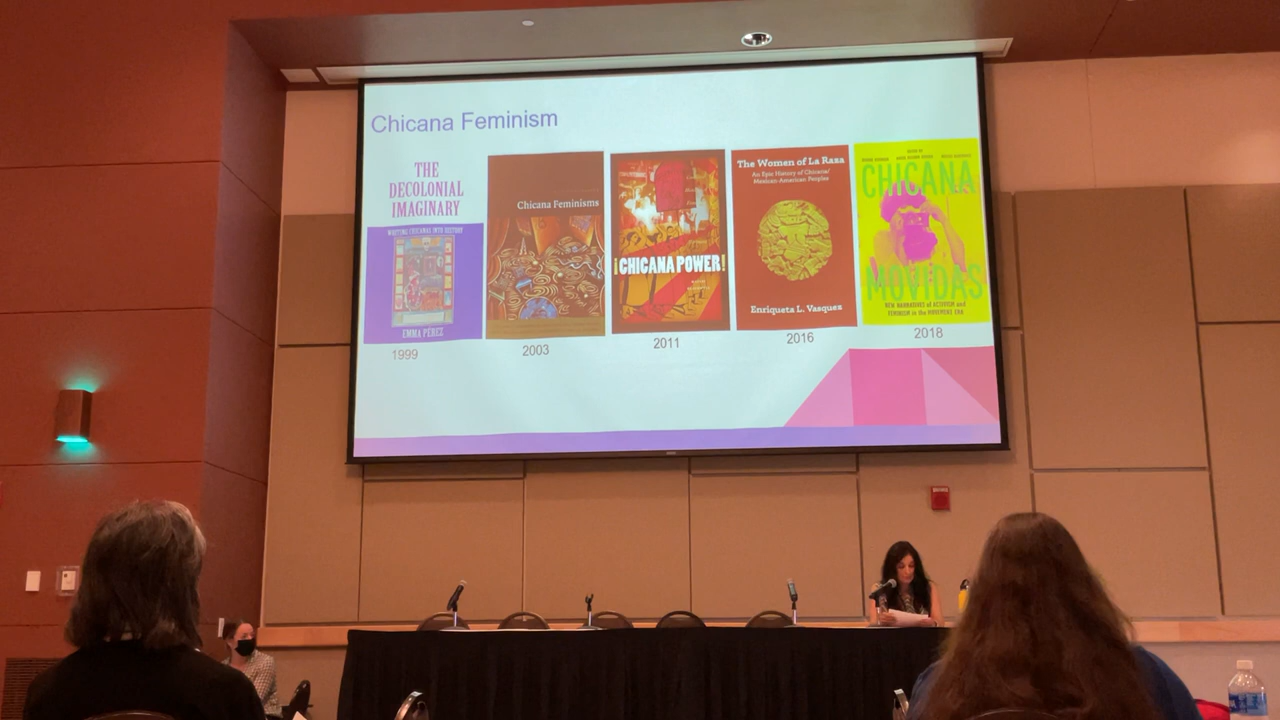 Chicana Feminism
THE
DECOLONIAL
IMAGINARY
WRITING CHICANAS INTO HISTORY
EMMA PÉREZ
1999
Chicana Feminisms
2003
¡CHICANA POWER!
2011
The Women of La Raza
An Epic History of Chicana/
Mexican-American Peoples
Enriqueta L. Vasquez
2016
CHICANA
MOVIDAS
NEW NARRATIVES of ACTIVISM and
FEMINISM in the MOVEMENT ERA
2018